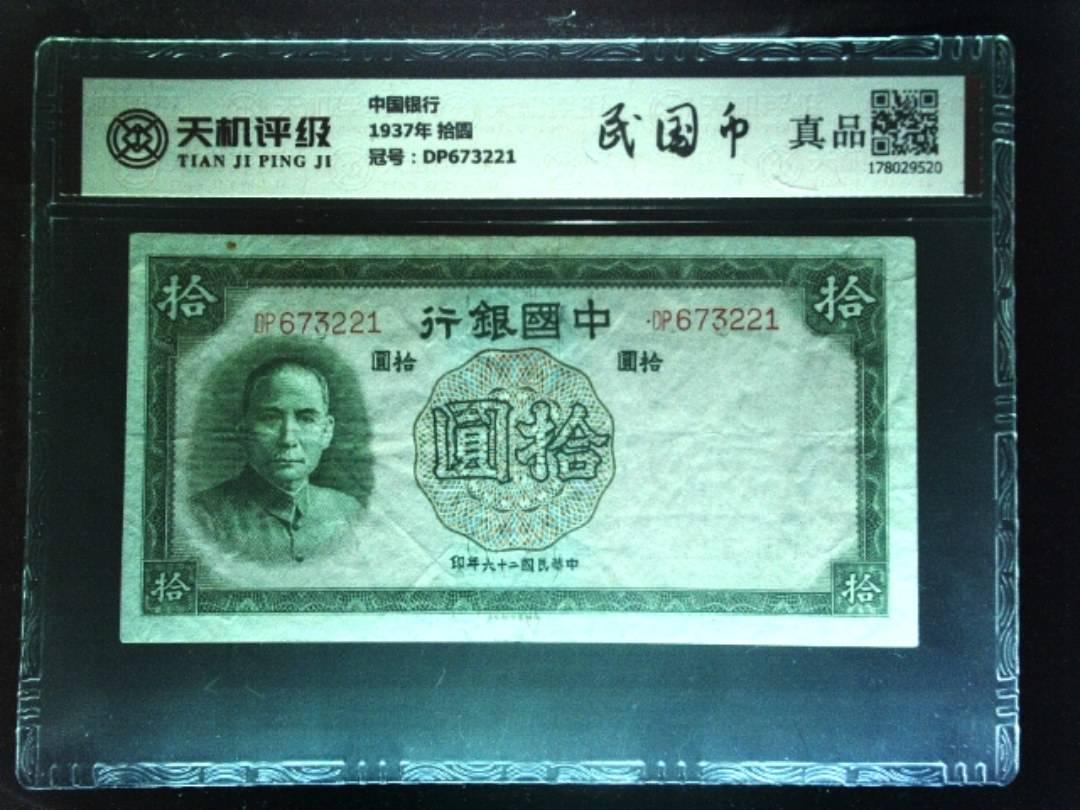 天机评级
TIAN JI PING JI
中国银行
1937年 拾圆
冠号：DP673221
民国币
真品
178029520
拾
拾
DP673221
行銀國中
DP673221
圓拾
圓拾
圓拾
印年六十二國民華中
拾
拾